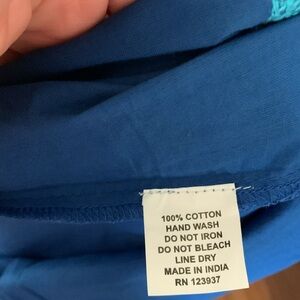 100% COTTON
HAND WASH
DO NOT IRON
DO NOT BLEACH
LINE DRY
MADE IN INDIA
RN 123937